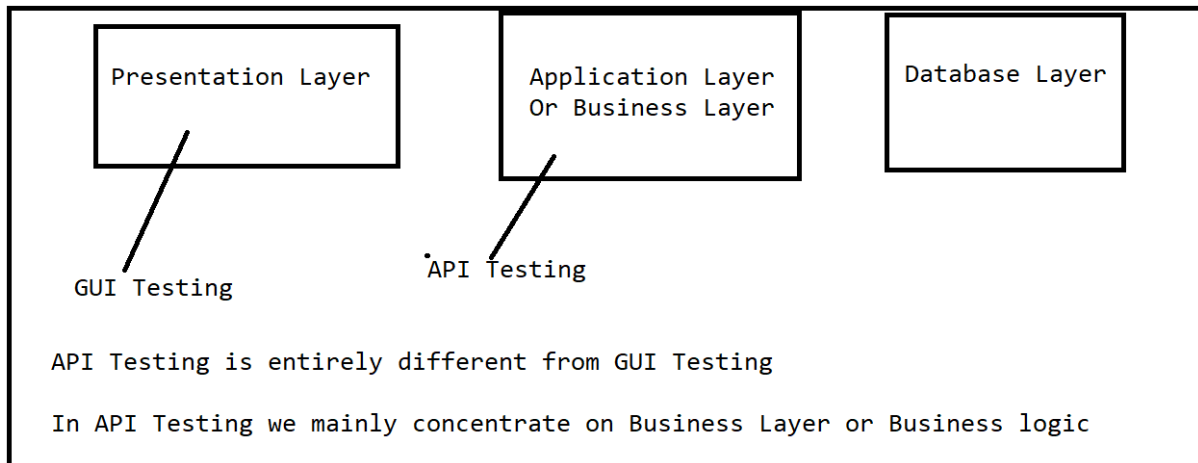 Presentation Layer
Application Layer
Or Business Layer
Database Layer
GUI Testing
API Testing
API Testing is entirely different from GUI Testing
In API Testing we mainly concentrate on Business Layer or Business logic